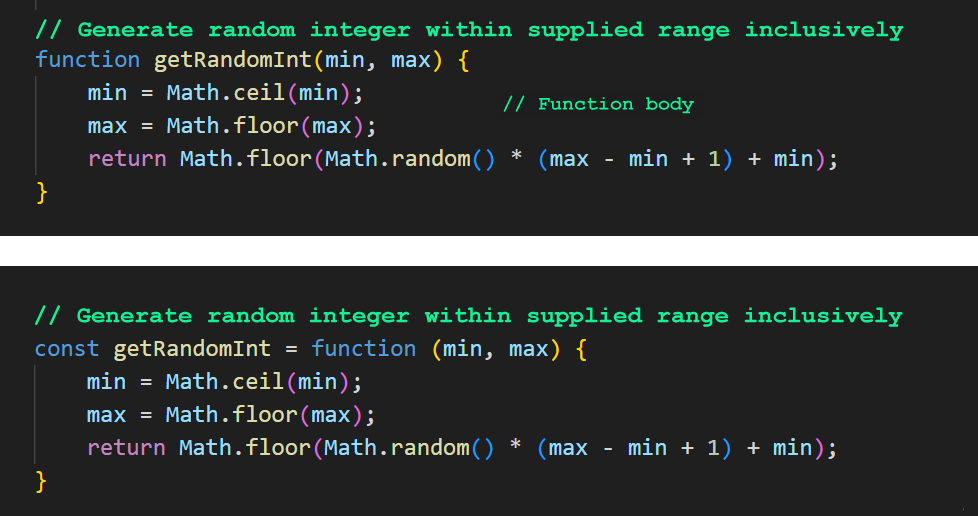 // Generate random integer within supplied range inclusively
function getRandomInt(min, max) {
min = Math.ceil(min);
// Function body
max = Math.floor(max);
return Math.floor(Math.random() * (max - min + 1) + min);
}
// Generate random integer within supplied range inclusively
const getRandomInt = function (min, max) {
min = Math.ceil(min);
max = Math.floor(max);
return Math.floor(Math.random() * (max - min + 1) + min);
}